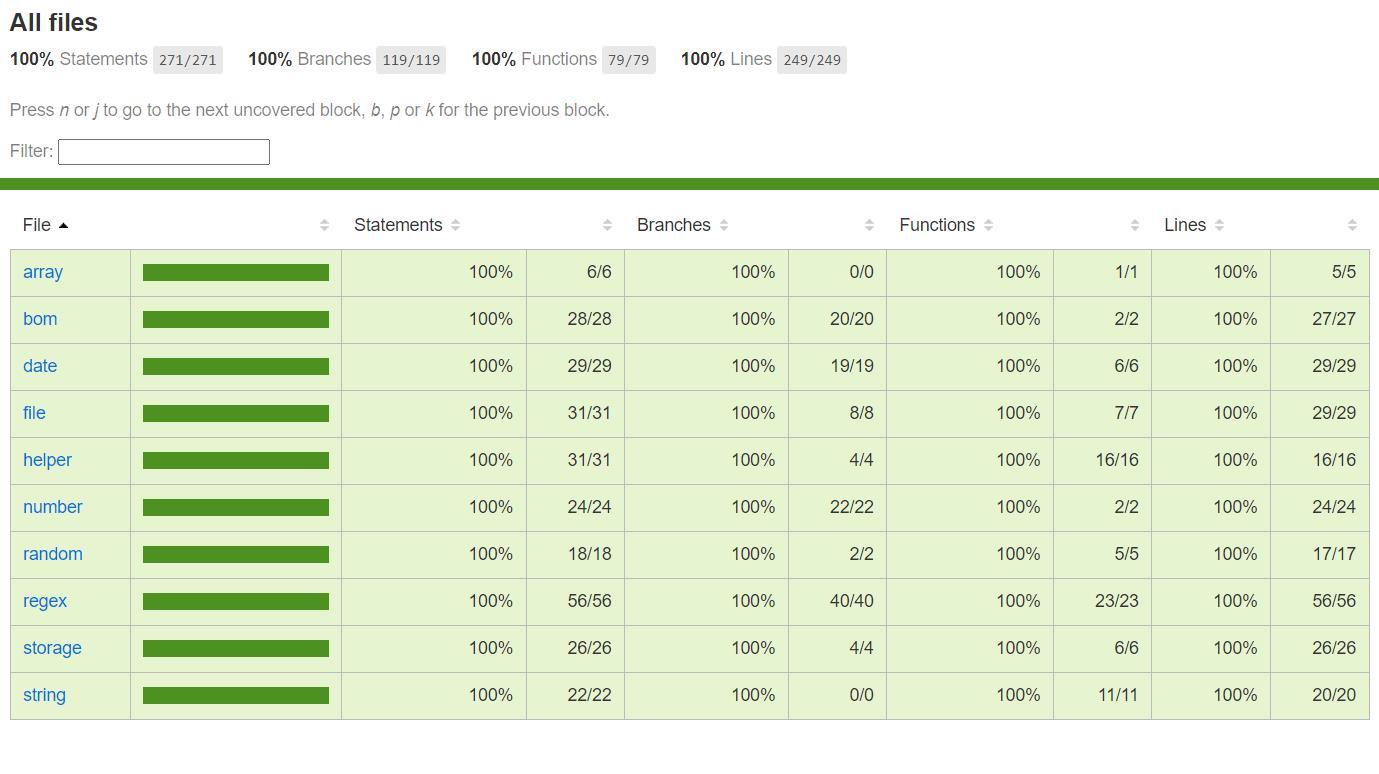 All files
100% Statements 271/271 100% Branches 119/119 100% Functions 79/79 100% Lines 249/249
Press n or j to go to the next uncovered block, b, p or k for the previous block.
Filter:
File Statements Branches Functions Lines
array 100% 6/6 100% 0/0 100% 1/1 100% 5/5
bom 100% 28/28 100% 20/20 100% 2/2 100% 27/27
date 100% 29/29 100% 19/19 100% 6/6 100% 29/29
file 100% 31/31 100% 8/8 100% 7/7 100% 29/29
helper 100% 31/31 100% 4/4 100% 16/16 100% 16/16
number 100% 24/24 100% 22/22 100% 2/2 100% 24/24
random 100% 18/18 100% 2/2 100% 5/5 100% 17/17
regex 100% 56/56 100% 40/40 100% 23/23 100% 56/56
storage 100% 26/26 100% 4/4 100% 6/6 100% 26/26
string 100% 22/22 100% 0/0 100% 11/11 100% 20/20